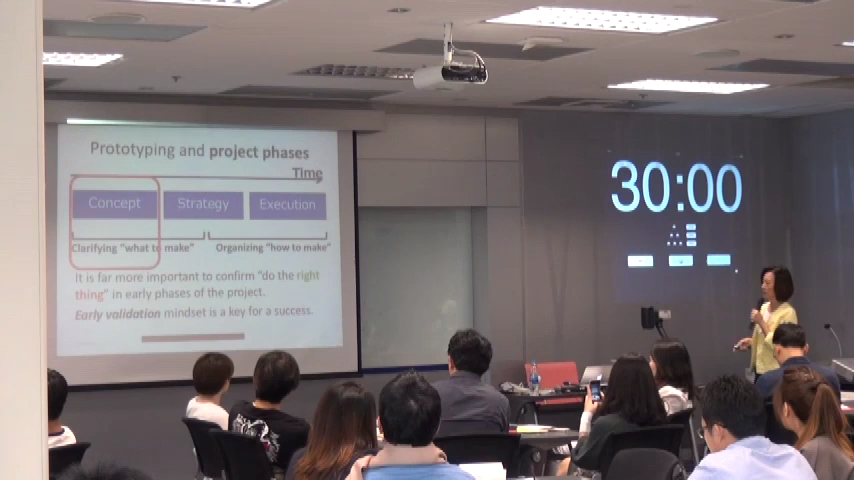 Prototyping and project phases
Time
Concept
Strategy
Execution
Clarifying "what to make"
Organizing "how to make"
It is far more important to confirm "do the right
thing" in early phases of the project.
Early validation mindset is a key for a success.
30:00